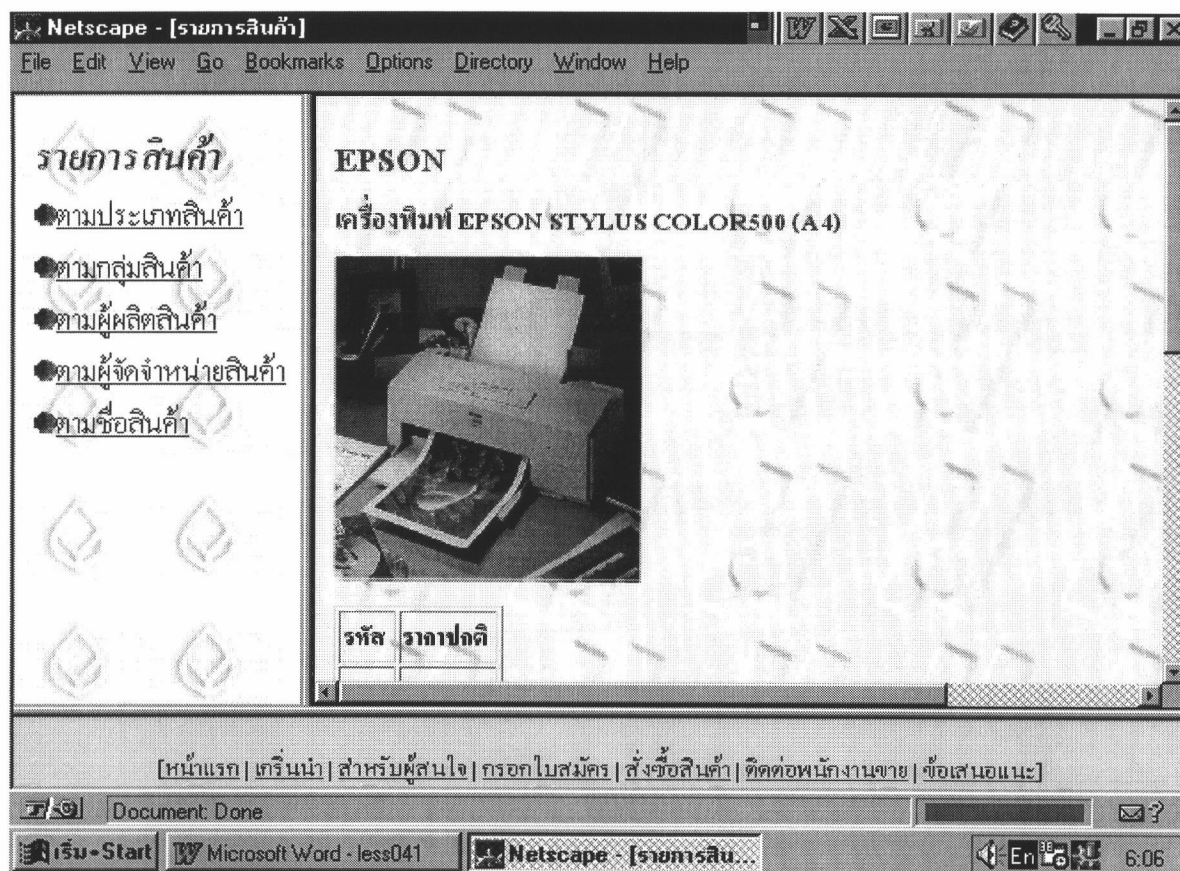 Netscape - [รายการสินค้า]
File Edit View Go Bookmarks Options Directory Window Help
รายการสินค้า
ตามประเภทสินค้า
ตามกลุ่มสินค้า
ตามผู้ผลิตสินค้า
ตามผู้จัดจำหน่ายสินค้า
ตามชื่อสินค้า
EPSON
เครื่องพิมพ์ EPSON STYLUS COLOR500 (A4)
รหัส ราคาปกติ
[หน้าแรก | เกริ่นนำ | สำหรับผู้สนใจ | กรอกใบสมัคร | สั่งซื้อสินค้า | ติดต่อพนักงานขาย | ข้อเสนอแนะ]
Document: Done
เริ่ม-Start Microsoft Word - less041 Netscape - [รายการสิน... En 6:06